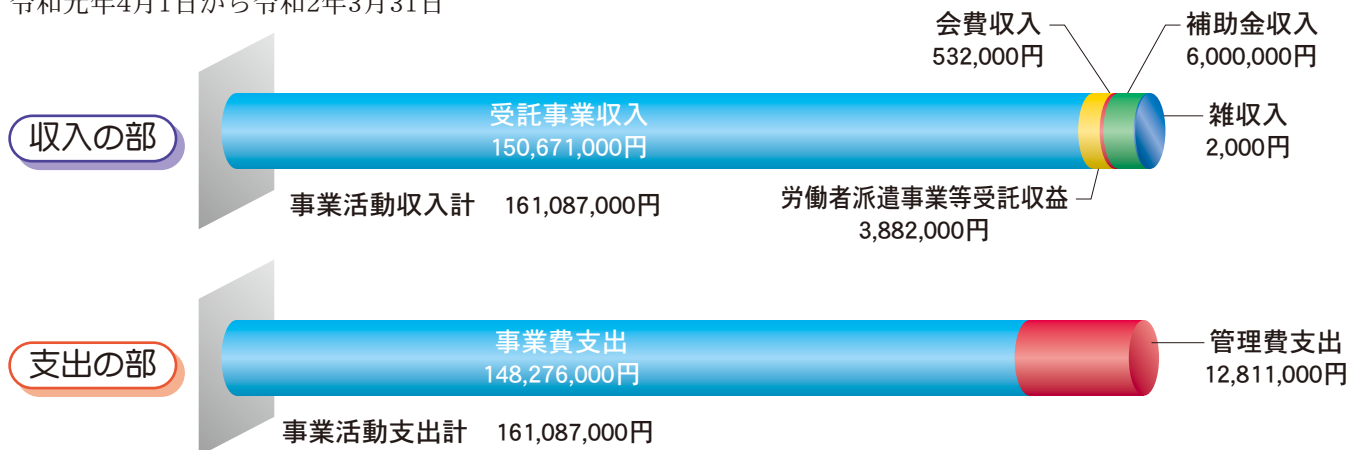 令和元年4月1日から令和2年3月31日
収入の部
受託事業収入
150,671,000円
会費収入
532,000円
補助金収入
6,000,000円
雑収入
2,000円
労働者派遣事業等受託収益
3,882,000円
事業活動収入計 161,087,000円
支出の部
事業費支出
148,276,000円
管理費支出
12,811,000円
事業活動支出計 161,087,000円